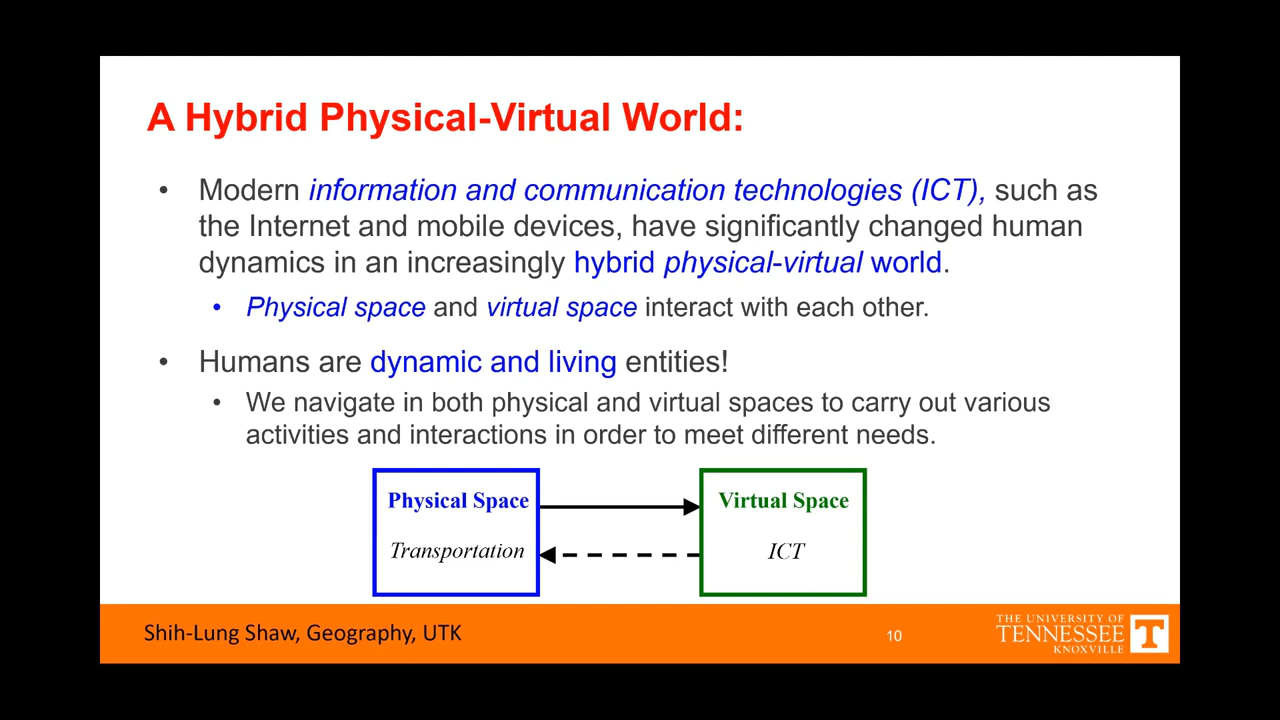 A Hybrid Physical-Virtual World:
• Modern information and communication technologies (ICT), such as
the Internet and mobile devices, have significantly changed human
dynamics in an increasingly hybrid physical-virtual world.
• Physical space and virtual space interact with each other.
• Humans are dynamic and living entities!
• We navigate in both physical and virtual spaces to carry out various
activities and interactions in order to meet different needs.
Physical Space
Transportation
Virtual Space
ICT
Shih-Lung Shaw, Geography, UTK
10
THE UNIVERSITY OF
TENNESSEE
KNOXVILLE
T